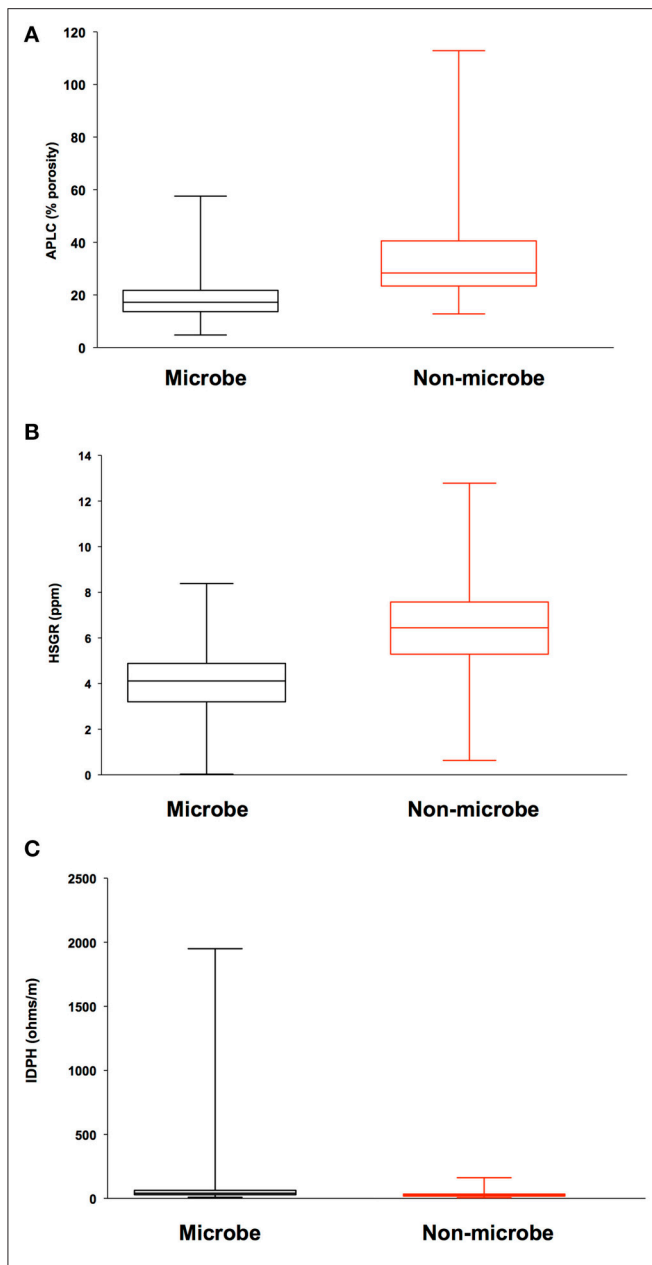 A
120
100
80
60
40
20
0
APLC (% porosity)
Microbe Non-microbe
B
14
12
10
8
6
4
2
0
HSGR (ppm)
Microbe Non-microbe
C
2500
2000
1500
1000
500
0
IDPH (ohms/m)
Microbe Non-microbe